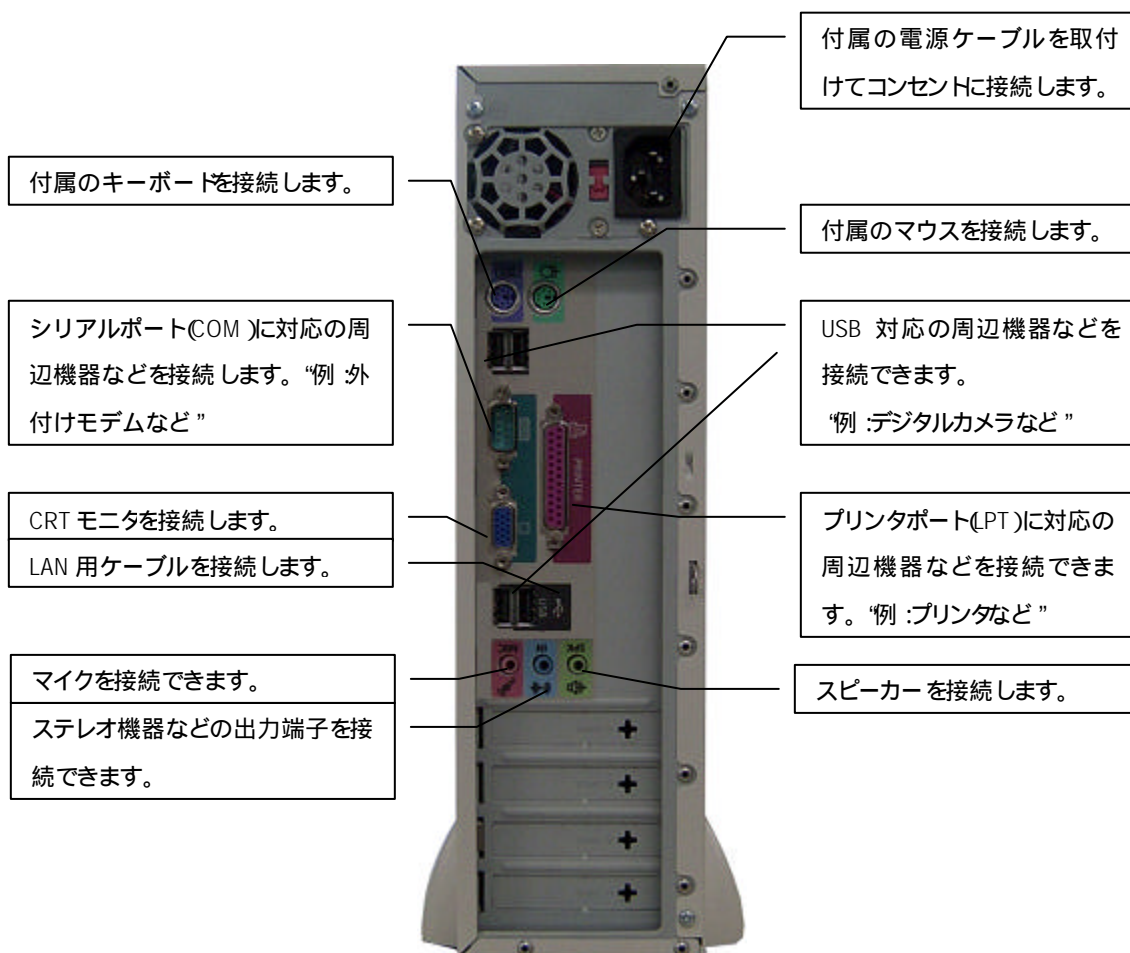 付属の電源ケーブルを取付
けてコンセントに接続します。
付属のキーボードを接続します。
付属のマウスを接続します。
シリアルポート(COM)に対応の周
辺機器などを接続します。“例:外
付けモデムなど”
USB 対応の周辺機器などを
接続できます。
“例:デジタルカメラなど”
CRT モニタを接続します。
LAN 用ケーブルを接続します。
プリンタポート(LPT)に対応の
周辺機器などを接続できま
す。“例:プリンタなど”
マイクを接続できます。
ステレオ機器などの出力端子を接
続できます。
スピーカーを接続します。
PRINTER
USB
MIC
IN
SPK